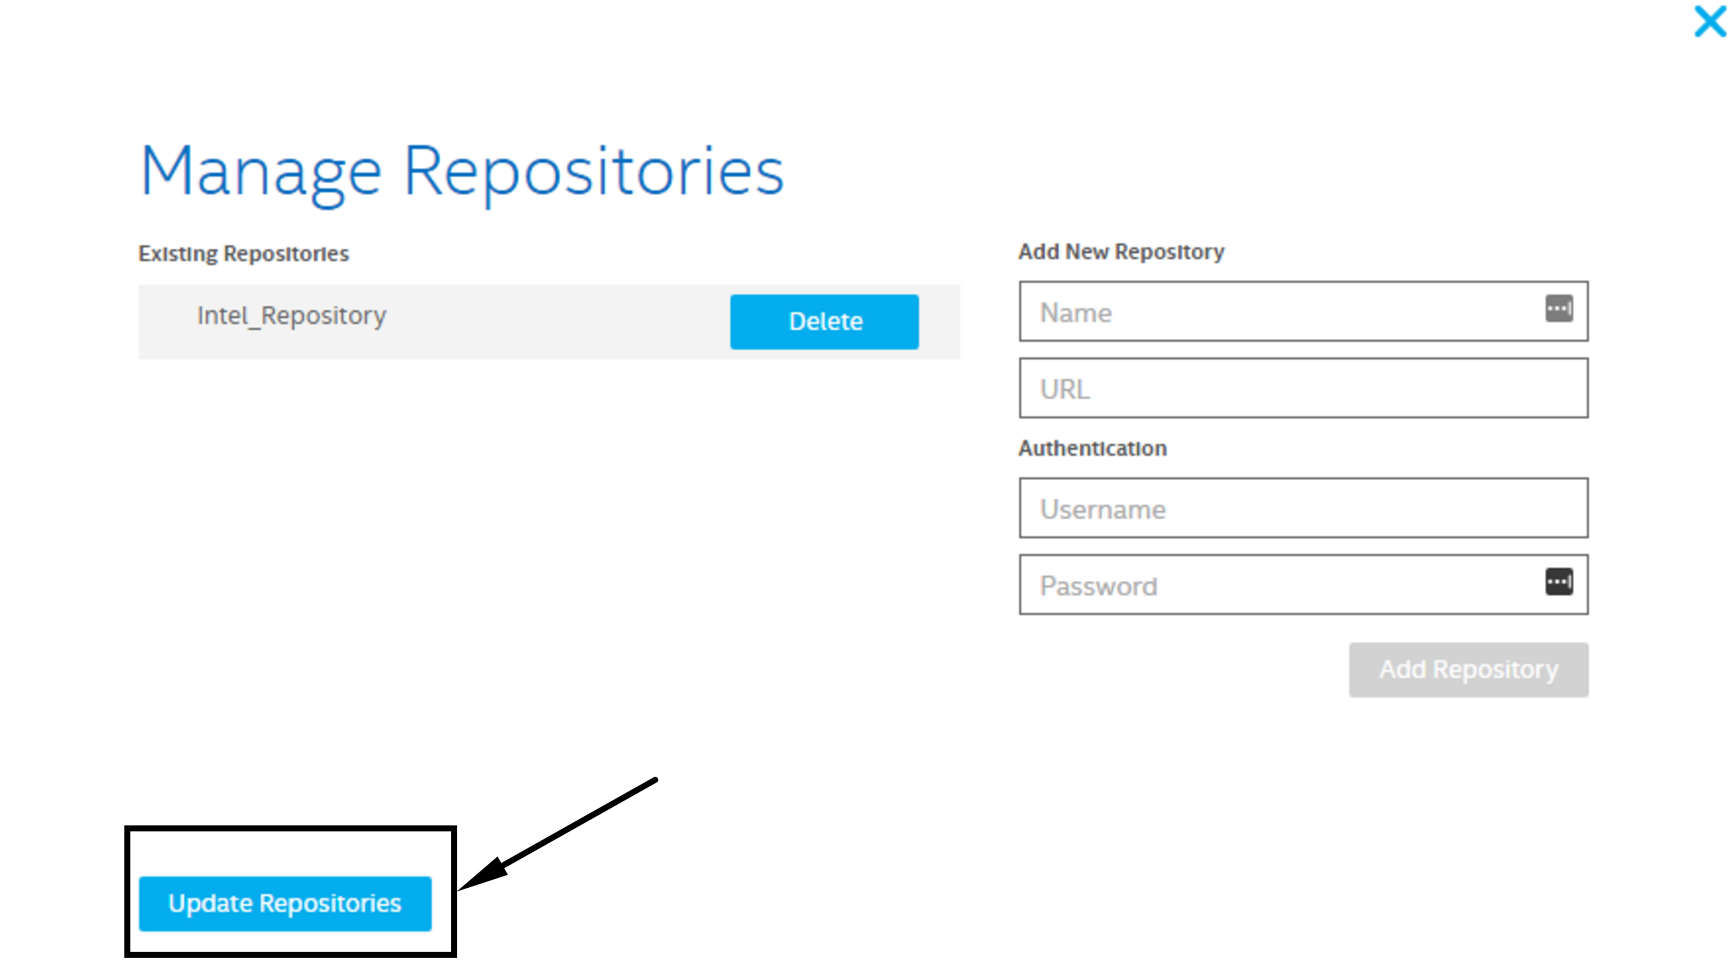 Manage Repositories
Existing Repositories
Intel_Repository
Delete
Add New Repository
Name
URL
Authentication
Username
Password
Add Repository
Update Repositories